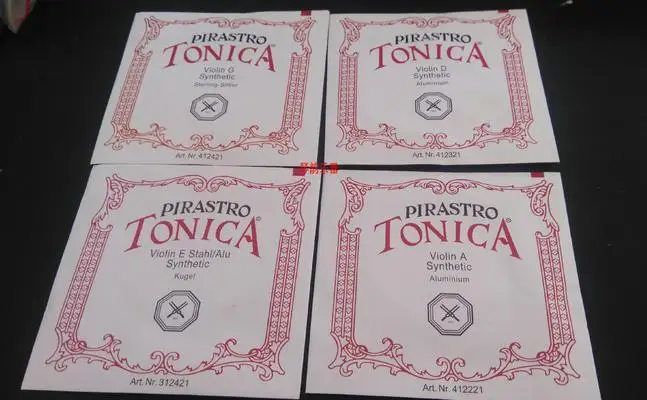 PIRASTRO
TONICA®
Violin G
Synthetic
Sterling-Silver
Art. Nr. 412421
PIRASTRO
TONICA®
Violin D
Synthetic
Aluminium
Art. Nr. 412321
PIRASTRO
TONICA®
Violin E Stahl/Alu
Synthetic
Kugel
Art. Nr. 312421
PIRASTRO
TONICA®
Violin A
Synthetic
Aluminium
Art. Nr. 412221